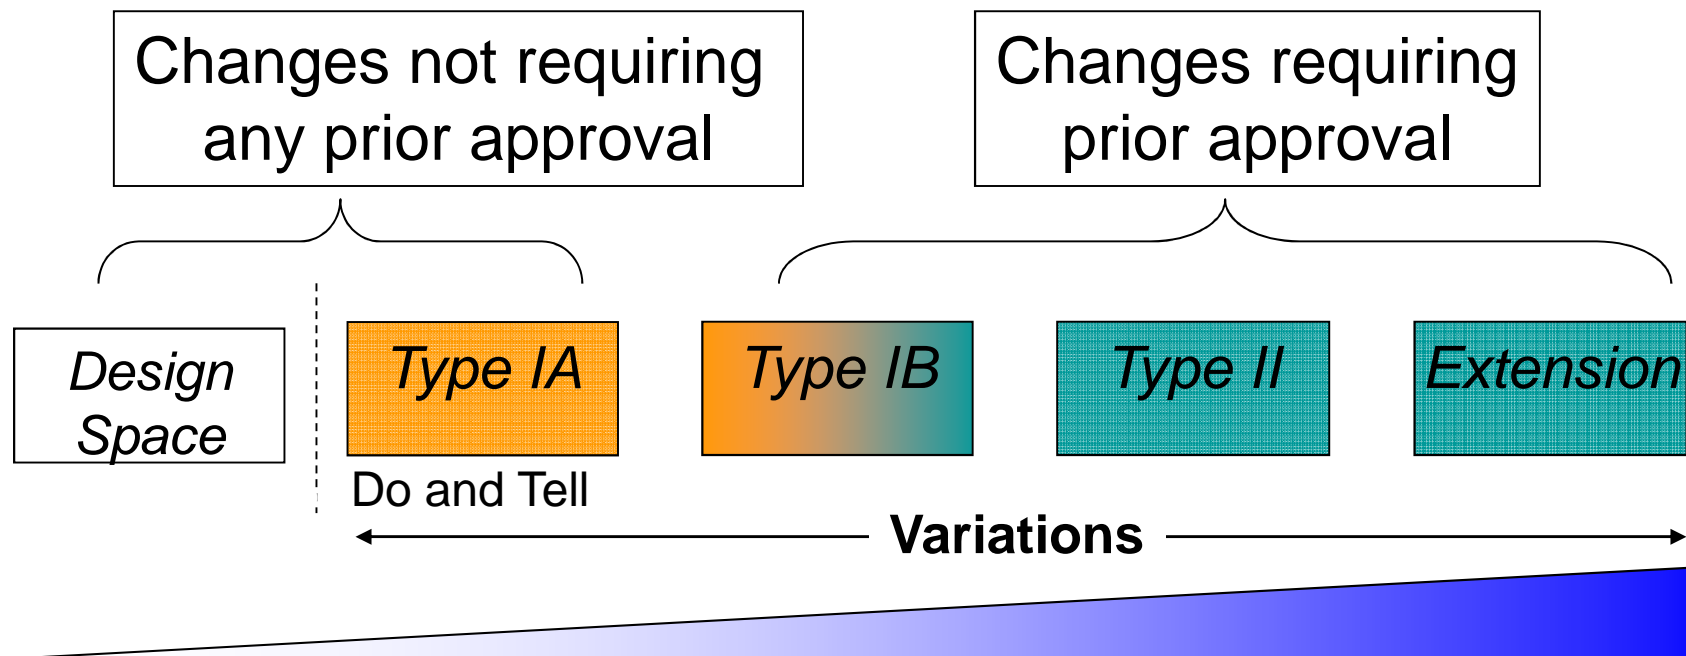 Changes not requiring
any prior approval
Changes requiring
prior approval
Design
Space
Type IA
Type IB
Type II
Extension
Do and Tell
Variations